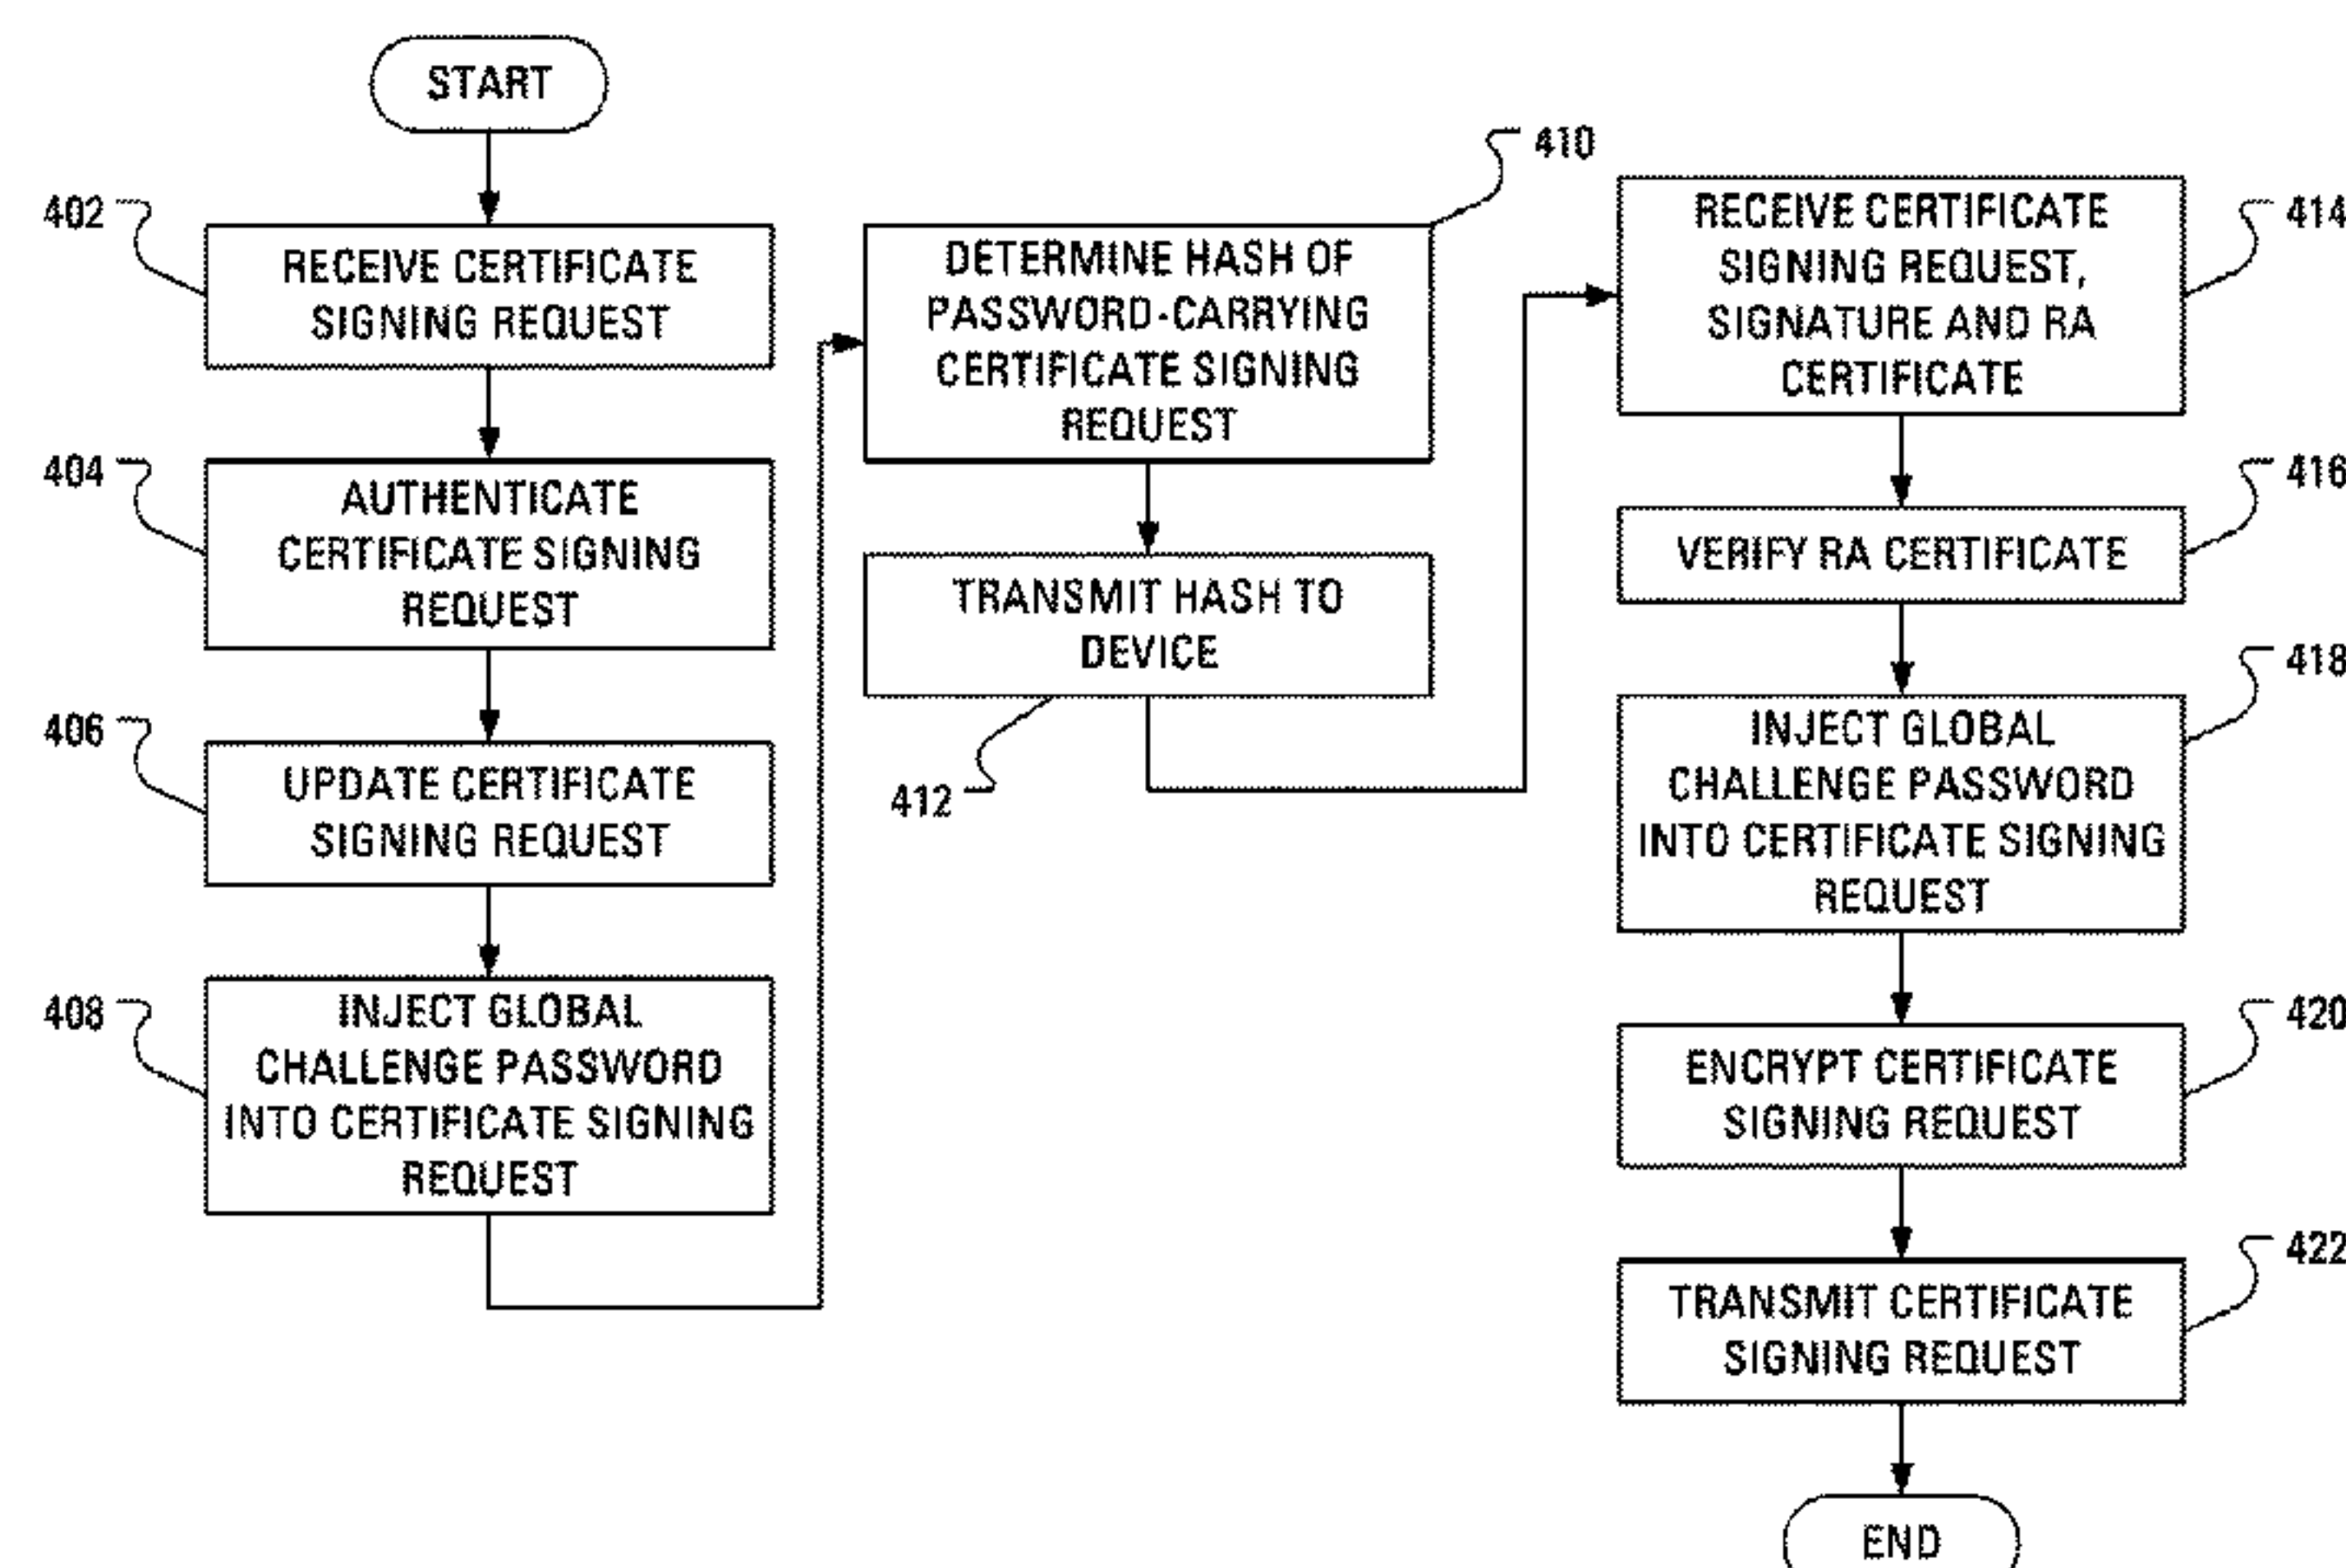 START
402
RECEIVE CERTIFICATE
SIGNING REQUEST
404
AUTHENTICATE
CERTIFICATE SIGNING
REQUEST
406
UPDATE CERTIFICATE
SIGNING REQUEST
408
INJECT GLOBAL
CHALLENGE PASSWORD
INTO CERTIFICATE SIGNING
REQUEST
410
DETERMINE HASH OF
PASSWORD-CARRYING
CERTIFICATE SIGNING
REQUEST
TRANSMIT HASH TO
DEVICE
412
RECEIVE CERTIFICATE
SIGNING REQUEST,
SIGNATURE AND RA
CERTIFICATE
414
VERIFY RA CERTIFICATE
416
INJECT GLOBAL
CHALLENGE PASSWORD
INTO CERTIFICATE SIGNING
REQUEST
418
ENCRYPT CERTIFICATE
SIGNING REQUEST
420
TRANSMIT CERTIFICATE
SIGNING REQUEST
422
END